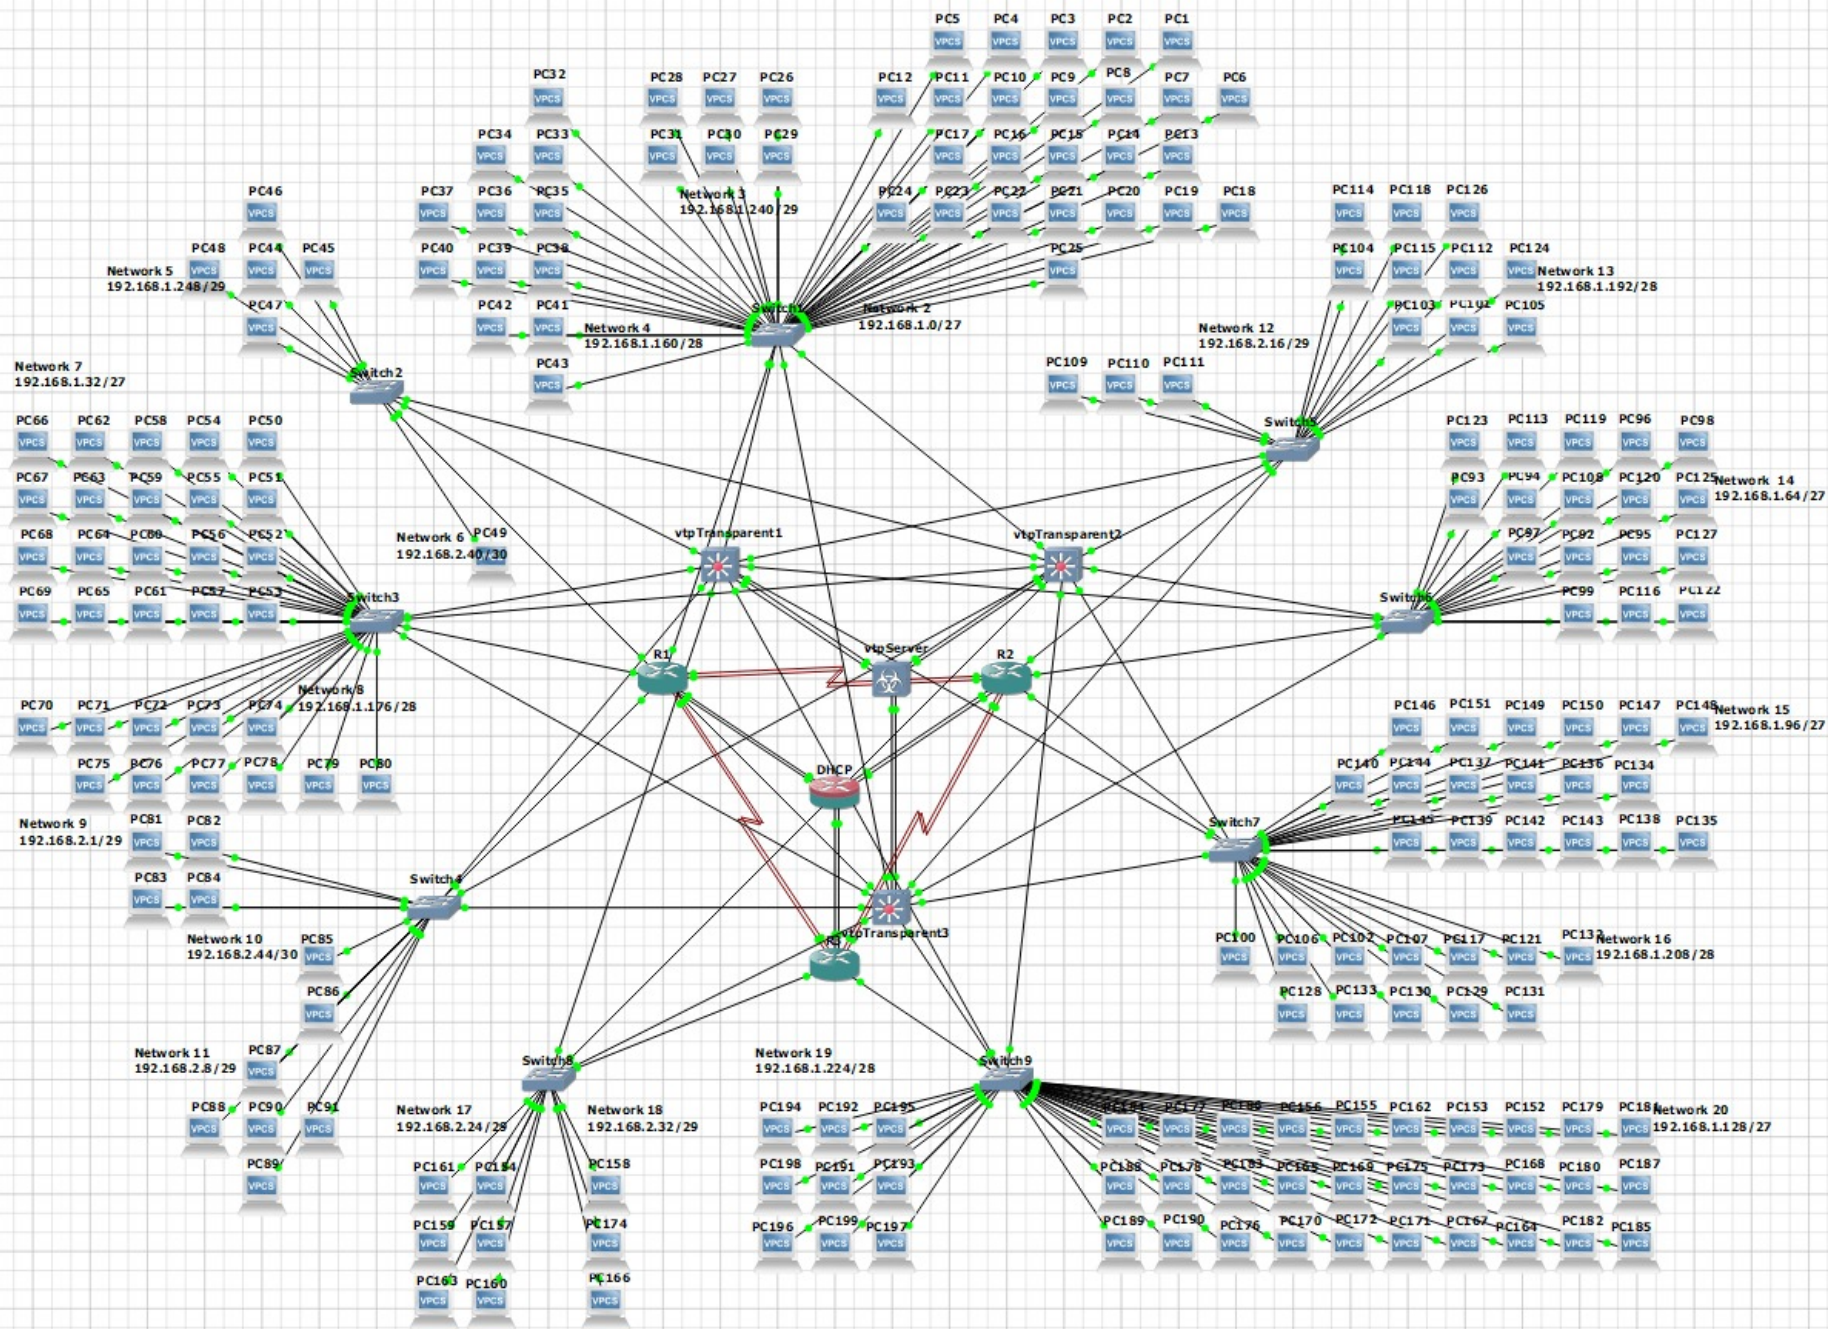 PC5 PC4 PC3 PC2 PC1
PC32 PC28 PC27 PC26 PC12 PC11 PC10 PC9 PC8 PC7 PC6
PC34 PC33 PC31 PC30 PC29 PC17 PC16 PC15 PC14 PC13
PC46 PC37 PC36 PC35 PC24 PC23 PC22 PC21 PC20 PC19 PC18 PC114 PC118 PC126
Network 3
192.168.1.240/29
PC48 PC44 PC45 PC40 PC39 PC38 PC25 PC104 PC115 PC112 PC124
Network 5
192.168.1.248/29
Network 13
192.168.1.192/28
PC47 PC42 PC41 Switch1 PC103 PC101 PC105
Network 2
192.168.1.0/27
Network 4
192.168.1.160/28
Network 12
192.168.2.16/29
Network 7
192.168.1.32/27
Switch2 PC43 PC109 PC110 PC111
PC66 PC62 PC58 PC54 PC50 Switch5 PC123 PC113 PC119 PC96 PC98
PC67 PC63 PC59 PC55 PC51 PC93 PC94 PC108 PC120 PC125
Network 14
192.168.1.64/27
PC68 PC64 PC60 PC56 PC52 PC49 vtpTransparent1 vtpTransparent2 PC97 PC92 PC95 PC127
Network 6
192.168.2.40/30
PC69 PC65 PC61 PC57 PC53 Switch3 Switch6 PC99 PC116 PC122
R1 vtpServer R2
Network 8
192.168.1.176/28
PC70 PC71 PC72 PC73 PC74 PC146 PC151 PC149 PC150 PC147 PC148
Network 15
192.168.1.96/27
PC75 PC76 PC77 PC78 PC79 PC80 DHCP PC140 PC144 PC137 PC141 PC136 PC134
Network 9
192.168.2.1/29
PC81 PC82 Switch7 PC145 PC139 PC142 PC143 PC138 PC135
PC83 PC84 Switch4
vtpTransparent3
R3
Network 10
192.168.2.44/30
PC85 PC100 PC106 PC102 PC107 PC117 PC121 PC132
Network 16
192.168.1.208/28
PC86 PC128 PC133 PC130 PC129 PC131
Network 11
192.168.2.8/29
PC87 Switch8 Switch9
Network 19
192.168.1.224/28
PC88 PC90 PC91
Network 17
192.168.2.24/29
Network 18
192.168.2.32/29
PC194 PC192 PC195 PC177 PC156 PC155 PC162 PC153 PC152 PC179 PC181
Network 20
192.168.1.128/27
PC89 PC161 PC154 PC158 PC198 PC191 PC193 PC188 PC178 PC183 PC165 PC169 PC175 PC173 PC168 PC180 PC187
PC159 PC157 PC174 PC196 PC199 PC197 PC189 PC190 PC176 PC170 PC172 PC171 PC167 PC164 PC182 PC185
PC163 PC160 PC166